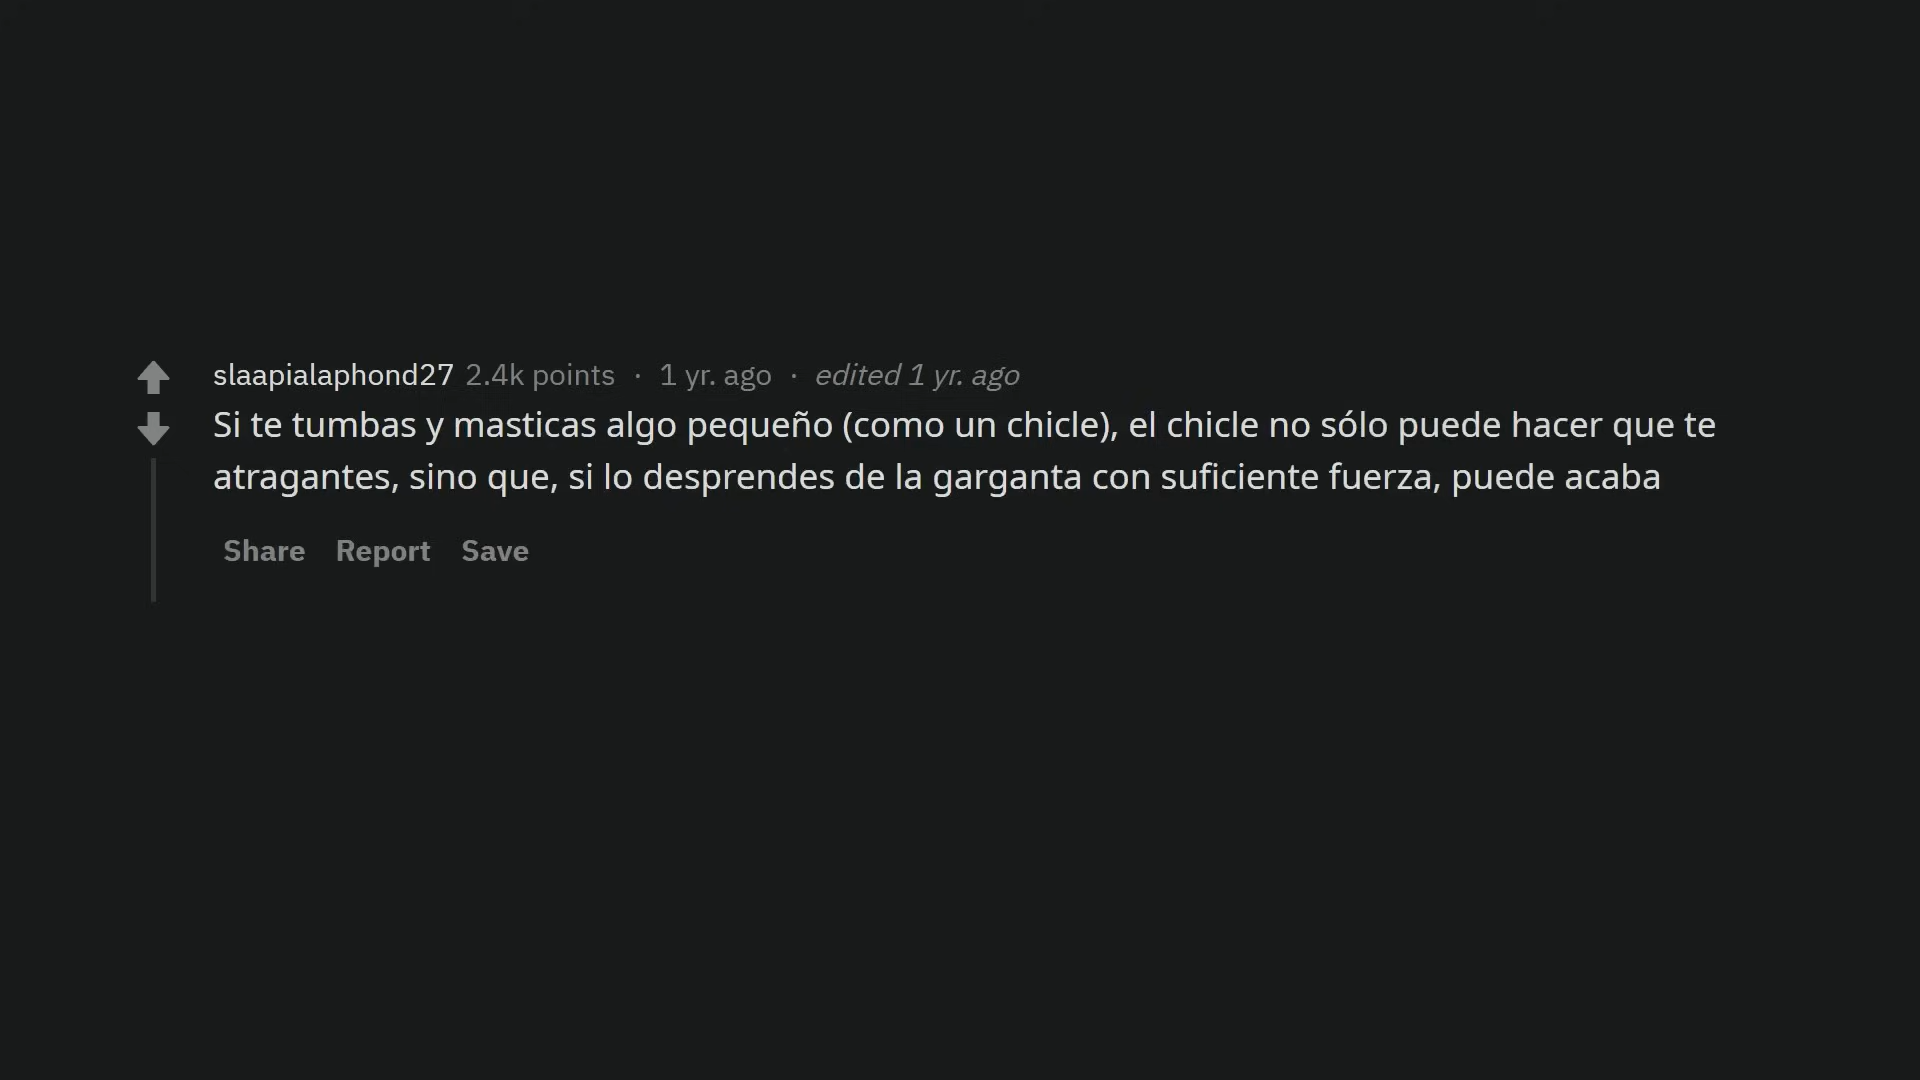 slaapialaphond27 2.4k points · 1 yr. ago · edited 1 yr. ago
Si te tumbas y masticas algo pequeño (como un chicle), el chicle no sólo puede hacer que te
atragantes, sino que, si lo desprendes de la garganta con suficiente fuerza, puede acaba
Share Report Save